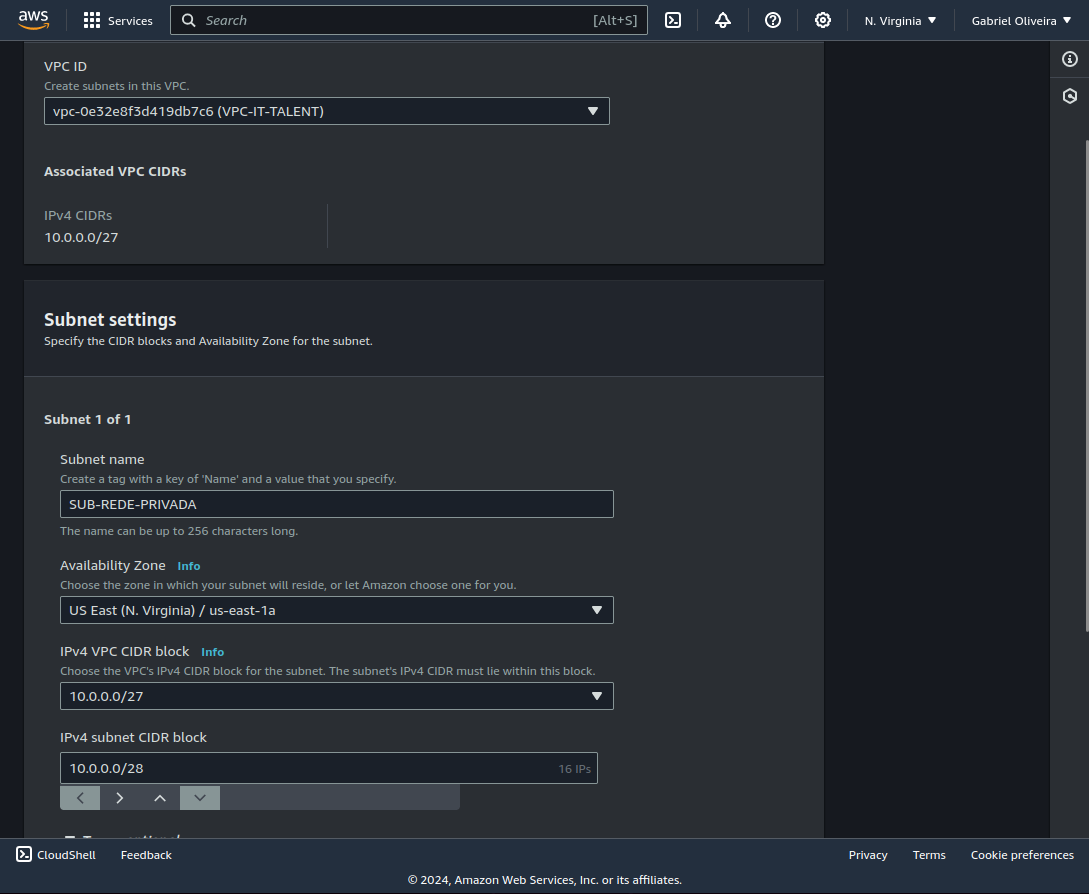 aws Services Search [Alt+S] N. Virginia Gabriel Oliveira
VPC ID
Create subnets in this VPC.
vpc-0e32e8f3d419db7c6 (VPC-IT-TALENT)
Associated VPC CIDRs
IPv4 CIDRs
10.0.0.0/27
Subnet settings
Specify the CIDR blocks and Availability Zone for the subnet.
Subnet 1 of 1
Subnet name
Create a tag with a key of 'Name' and a value that you specify.
SUB-REDE-PRIVADA
The name can be up to 256 characters long.
Availability Zone Info
Choose the zone in which your subnet will reside, or let Amazon choose one for you.
US East (N. Virginia) / us-east-1a
IPv4 VPC CIDR block Info
Choose the VPC's IPv4 CIDR block for the subnet. The subnet's IPv4 CIDR must lie within this block.
10.0.0.0/27
IPv4 subnet CIDR block
10.0.0.0/28 16 IPs
CloudShell Feedback Privacy Terms Cookie preferences
© 2024, Amazon Web Services, Inc. or its affiliates.